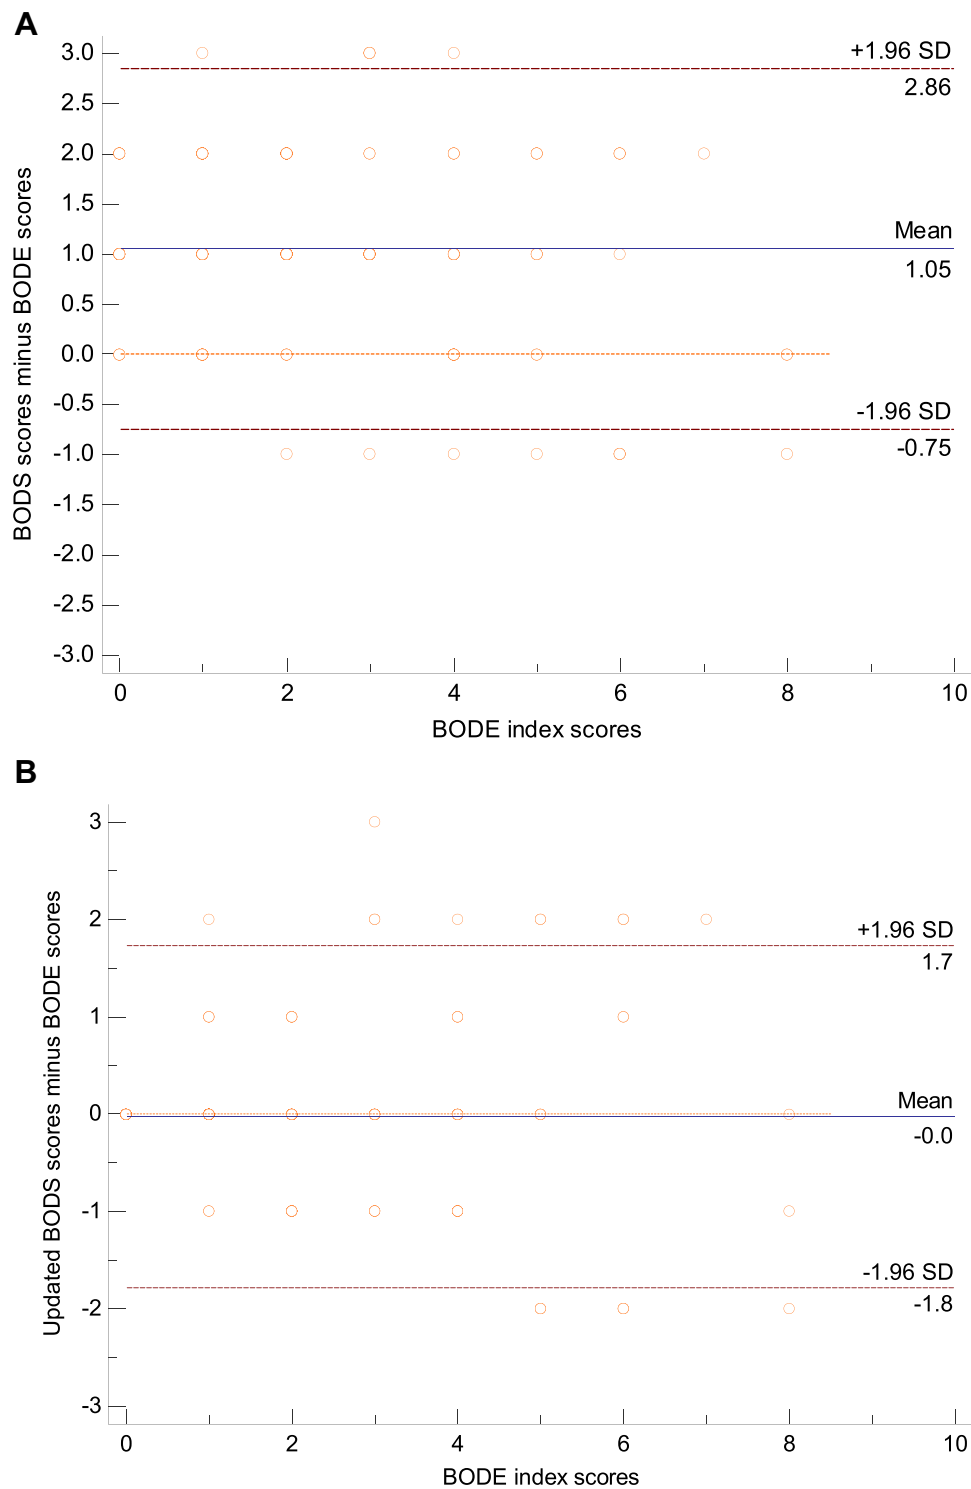 A
BODS scores minus BODE scores
3.0
2.5
2.0
1.5
1.0
0.5
0.0
-0.5
-1.0
-1.5
-2.0
-2.5
-3.0
+1.96 SD
2.86
Mean
1.05
-1.96 SD
-0.75
0 2 4 6 8 10
BODE index scores
B
Updated BODS scores minus BODE scores
3
2
1
0
-1
-2
-3
+1.96 SD
1.7
Mean
-0.0
-1.96 SD
-1.8
0 2 4 6 8 10
BODE index scores